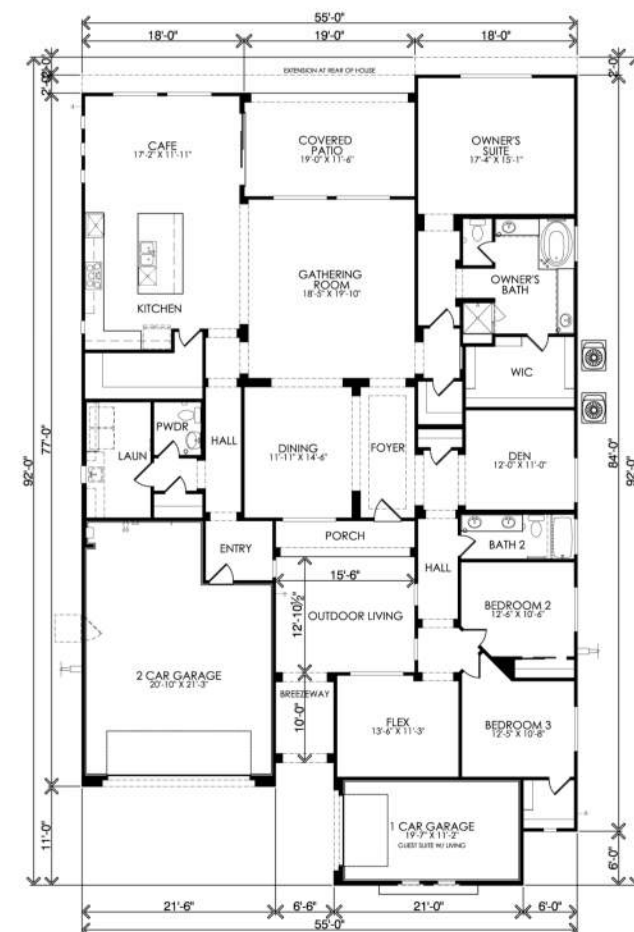 55'-0"
18'-0"
19'-0"
18'-0"
2'-0"
2'-0"
2'-0"
EXTENSION AT REAR OF HOUSE
CAFE
17'-2" X 11'-11"
COVERED
PATIO
19'-0" X 11'-6"
OWNER'S
SUITE
17'-4" X 15'-1"
GATHERING
ROOM
18'-5" X 19'-10"
OWNER'S
BATH
KITCHEN
WIC
PWDR
LAUN
HALL
DINING
11'-11" X 14'-6"
FOYER
DEN
12'-0" X 11'-0"
92'-0"
77'-0"
84'-0"
92'-0"
ENTRY
PORCH
BATH 2
HALL
15'-6"
12'-10½"
OUTDOOR LIVING
BEDROOM 2
12'-6" X 10'-6"
2 CAR GARAGE
20'-10" X 21'-3"
BREEZEWAY
10'-0"
FLEX
13'-6" X 11'-3"
BEDROOM 3
12'-5" X 10'-8"
11'-0"
1 CAR GARAGE
19'-7" X 11'-2"
GUEST SUITE W/ LIVING
6'-0"
21'-6"
6'-6"
21'-0"
6'-0"
55'-0"